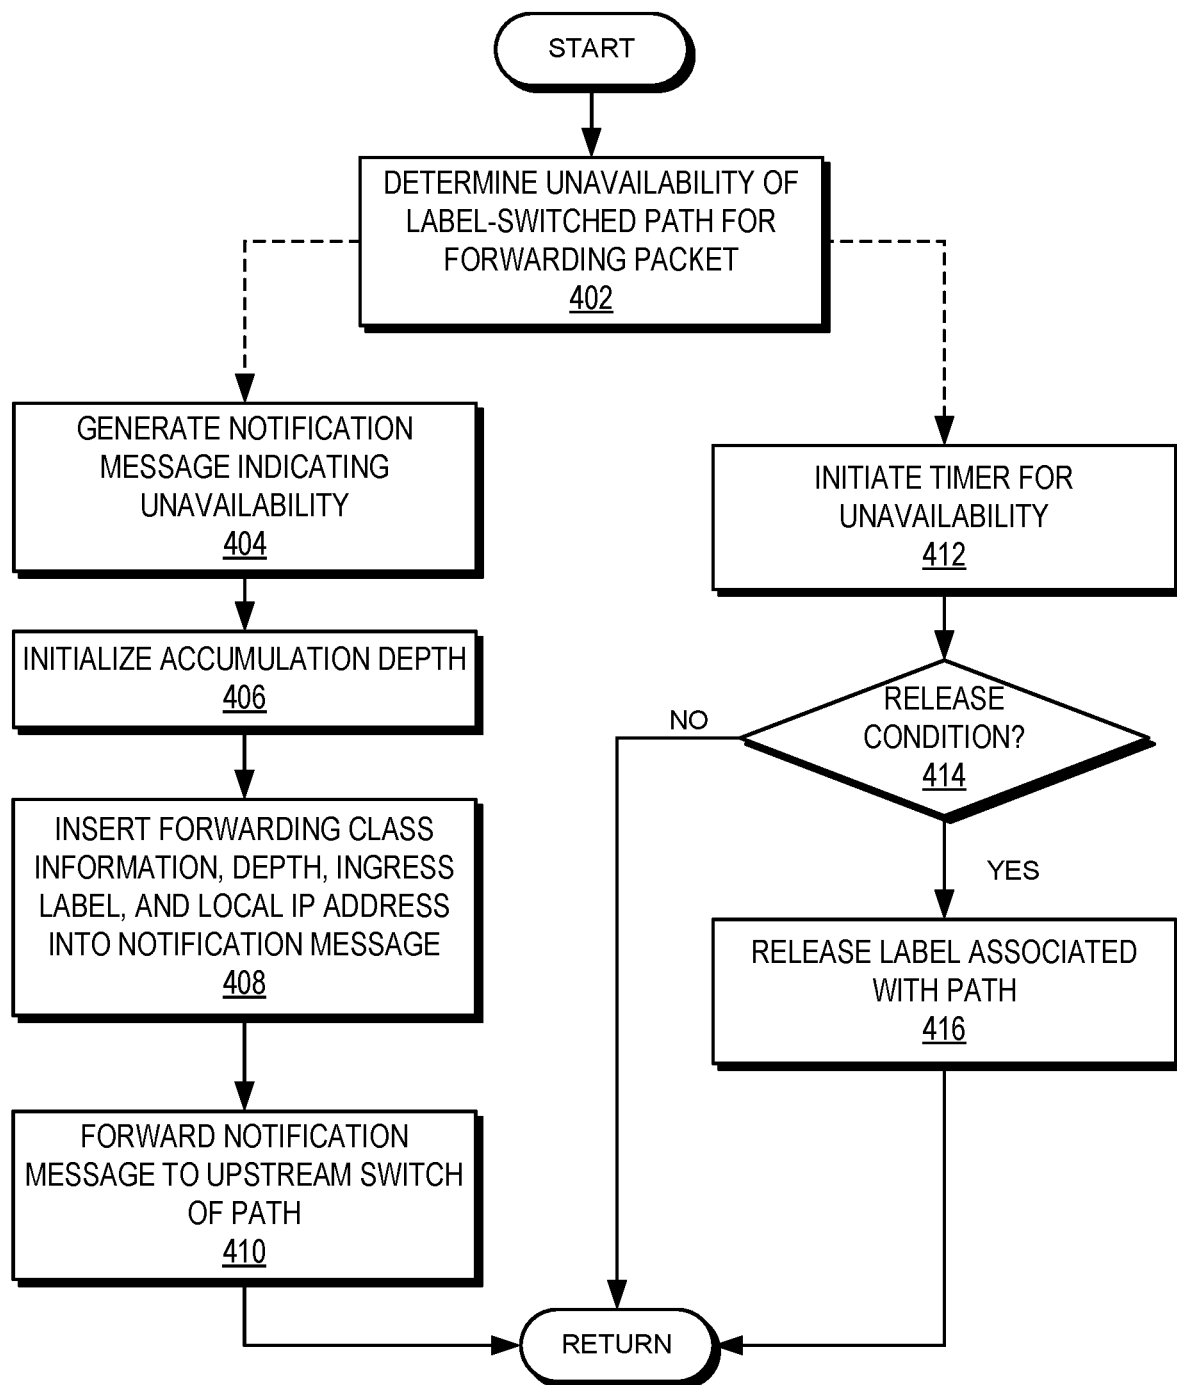 START
DETERMINE UNAVAILABILITY OF
LABEL-SWITCHED PATH FOR
FORWARDING PACKET
402
GENERATE NOTIFICATION
MESSAGE INDICATING
UNAVAILABILITY
404
INITIALIZE ACCUMULATION DEPTH
406
INSERT FORWARDING CLASS
INFORMATION, DEPTH, INGRESS
LABEL, AND LOCAL IP ADDRESS
INTO NOTIFICATION MESSAGE
408
FORWARD NOTIFICATION
MESSAGE TO UPSTREAM SWITCH
OF PATH
410
INITIATE TIMER FOR
UNAVAILABILITY
412
RELEASE
CONDITION?
414
NO
YES
RELEASE LABEL ASSOCIATED
WITH PATH
416
RETURN